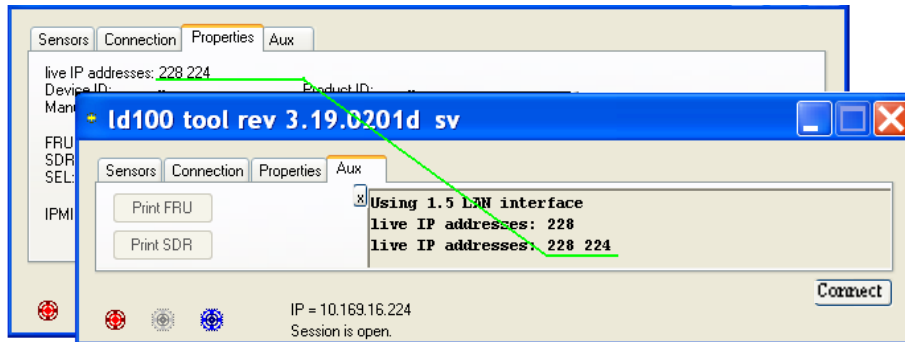 Sensors Connection Properties Aux
live IP addresses: 228 224
Device ID: Product ID:
FRU
SDR
SEL:
IPMI
ld100 tool rev 3.19.0201d sv
Sensors Connection Properties Aux
Print FRU
Print SDR
x
Using 1.5 LAN interface
live IP addresses: 228
live IP addresses: 228 224
Connect
IP = 10.169.16.224
Session is open.